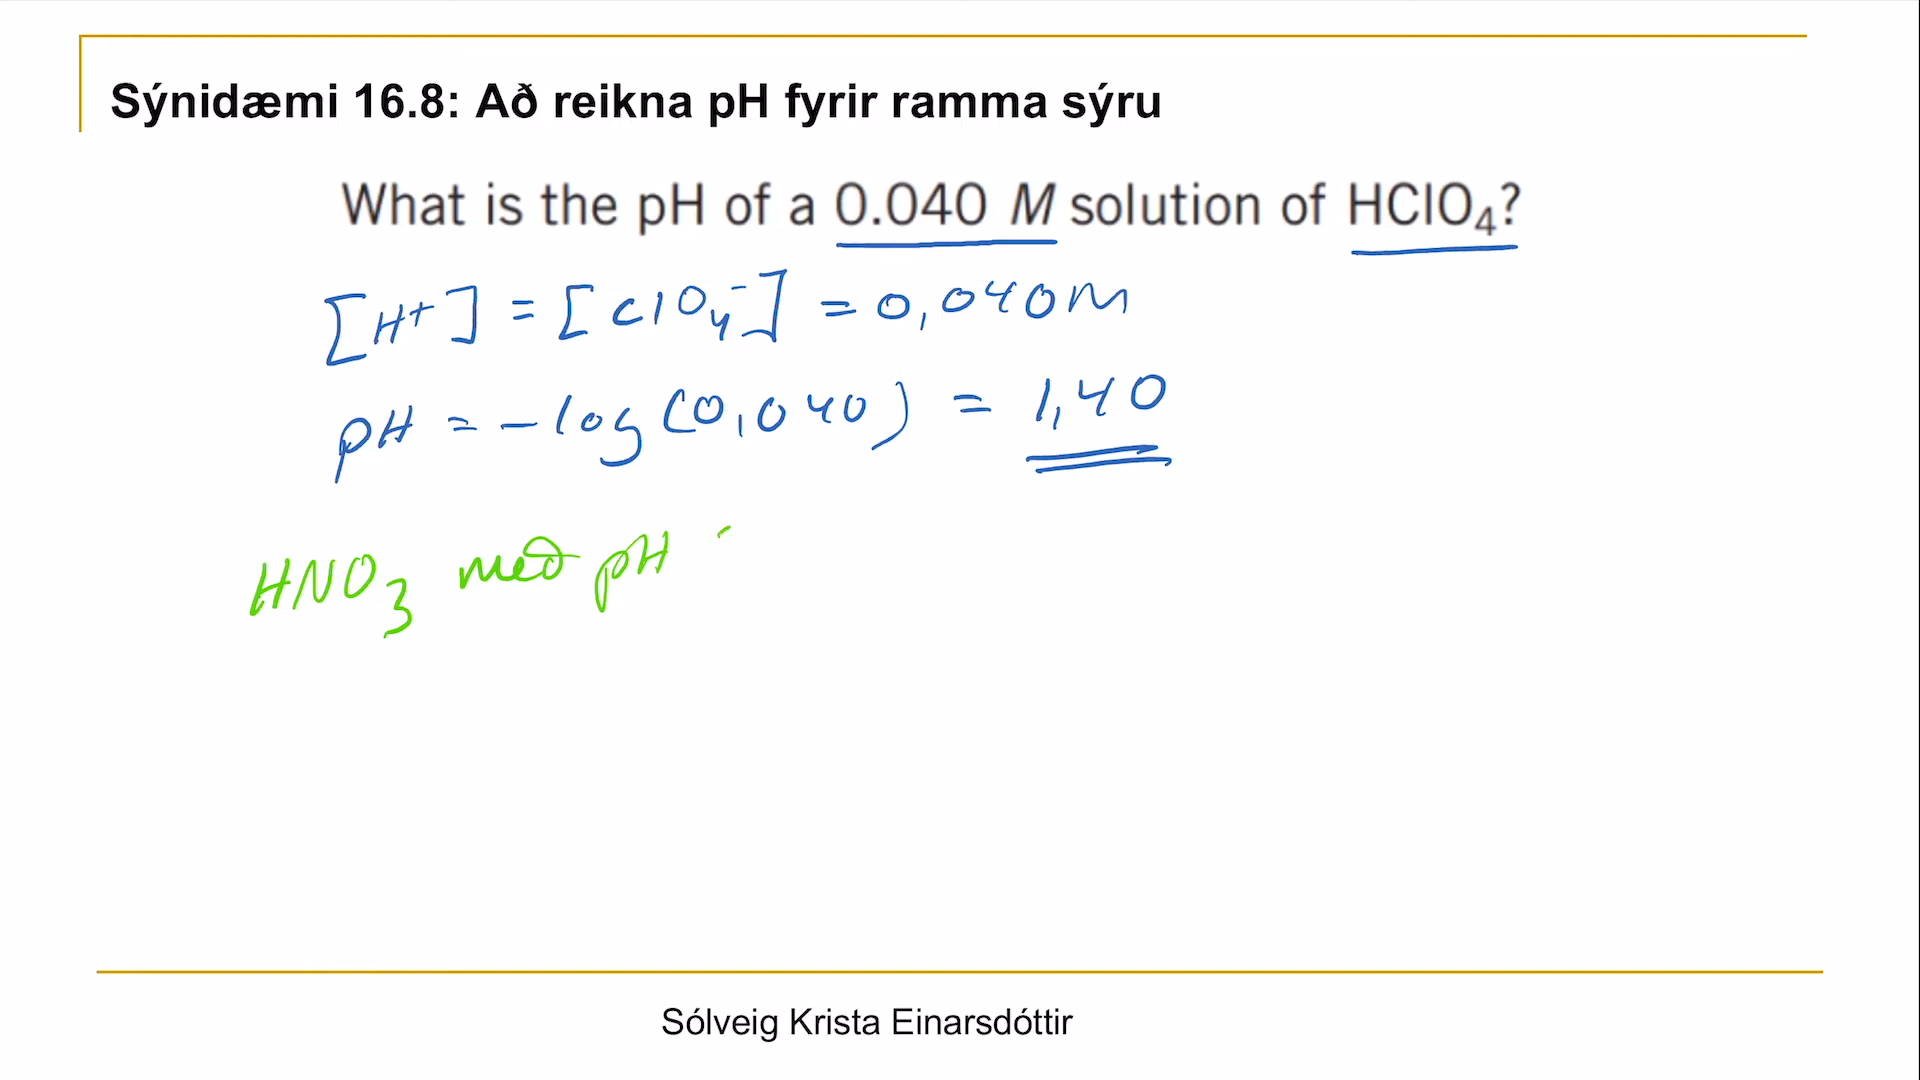 Sýnidæmi 16.8: Að reikna pH fyrir ramma sýru
What is the pH of a 0.040 M solution of HClO₄?
[H⁺] = [ClO₄⁻] = 0,040M
pH = -log(0,040) = 1,40
HNO₃ með pH -
Sólveig Krista Einarsdóttir